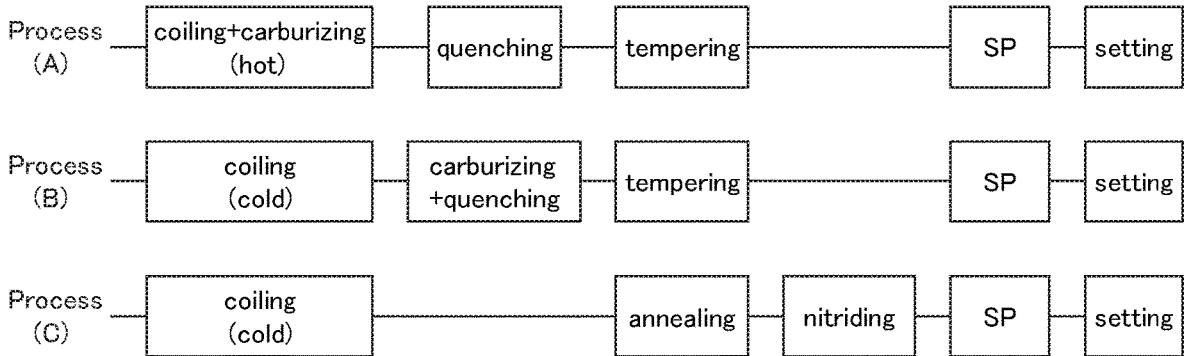 Process
(A)
coiling+carburizing
(hot)
quenching
tempering
SP
setting
Process
(B)
coiling
(cold)
carburizing
+quenching
tempering
SP
setting
Process
(C)
coiling
(cold)
annealing
nitriding
SP
setting